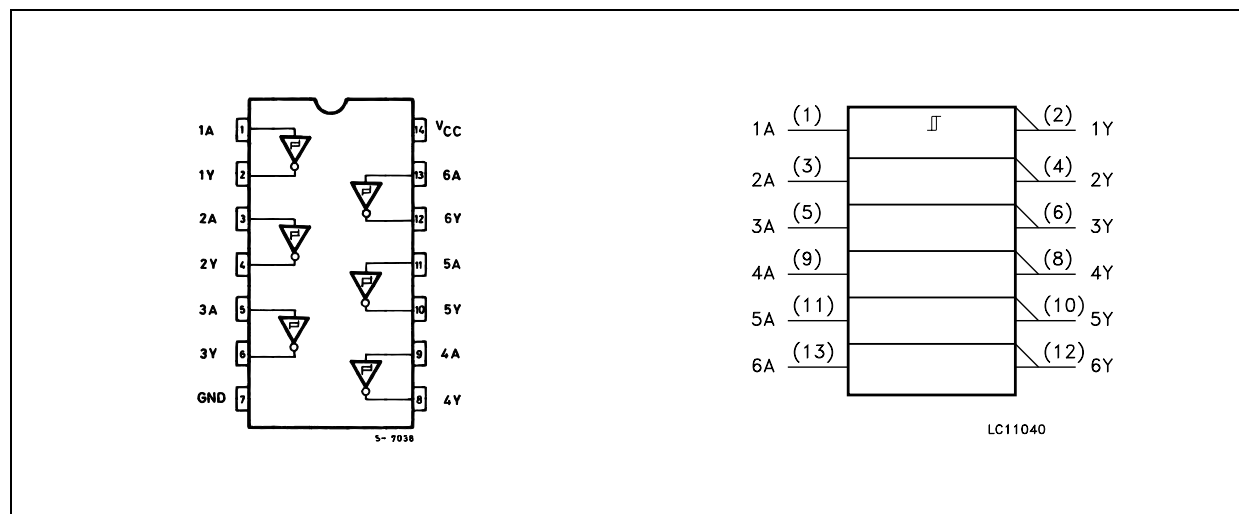 1A 1 14 VCC
1Y 2 13 6A
2A 3 12 6Y
2Y 4 11 5A
3A 5 10 5Y
3Y 6 9 4A
GND 7 8 4Y
S- 7038
1A (1) (2) 1Y
2A (3) (4) 2Y
3A (5) (6) 3Y
4A (9) (8) 4Y
5A (11) (10) 5Y
6A (13) (12) 6Y
LC11040